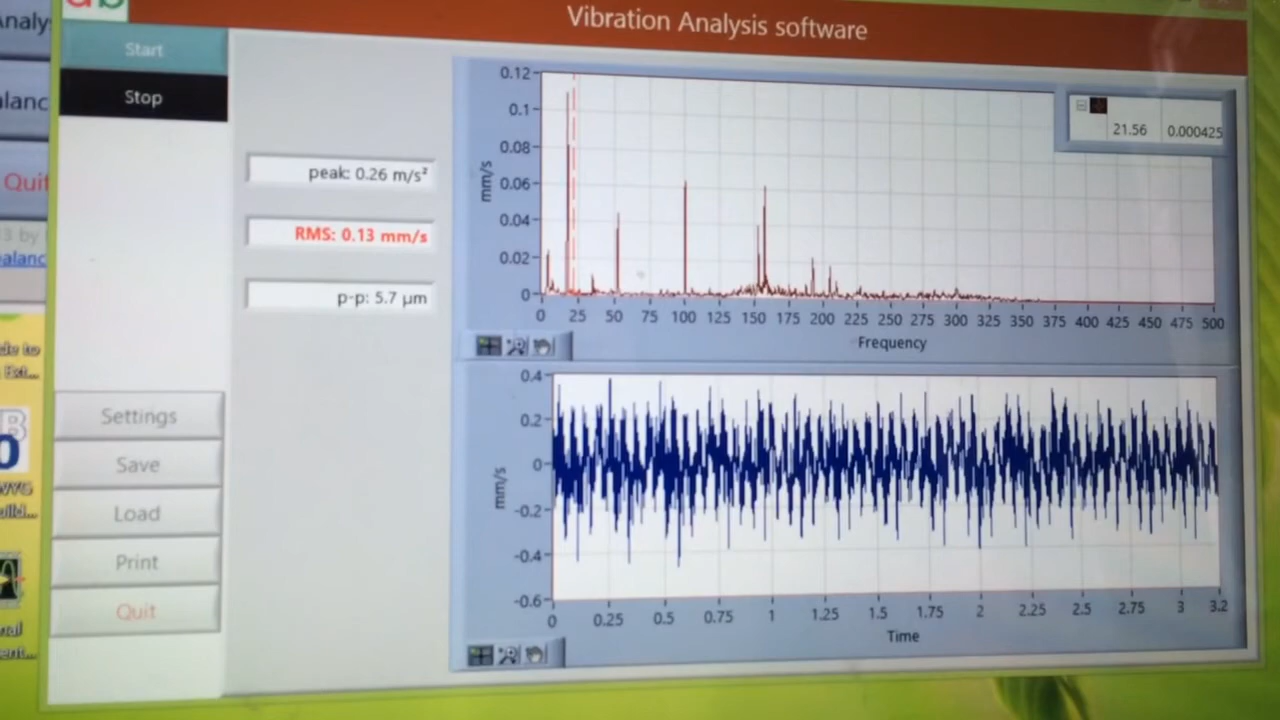 Vibration Analysis software
Start
Stop
peak: 0.26 m/s²
RMS: 0.13 mm/s
p-p: 5.7 µm
Settings
Save
Load
Print
Quit
0.12
0.1
0.08
0.06
0.04
0.02
0
mm/s
21.56 0.000425
0 25 50 75 100 125 150 175 200 225 250 275 300 325 350 375 400 425 450 475 500
Frequency
0.4
0.2
0
-0.2
-0.4
-0.6
mm/s
0 0.25 0.5 0.75 1 1.25 1.5 1.75 2 2.25 2.5 2.75 3 3.2
Time
Quit